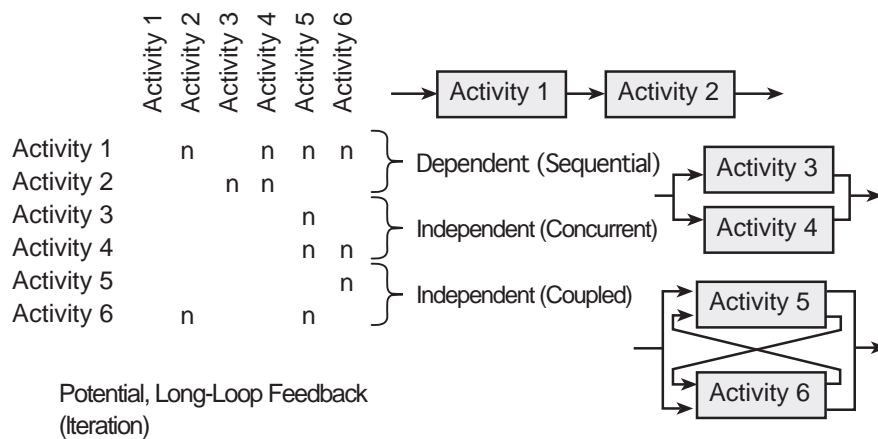 Activity 1
Activity 2
Activity 3
Activity 4
Activity 5
Activity 6
Activity 1 n n n n
Activity 2 n n
Activity 3 n
Activity 4 n n
Activity 5 n
Activity 6 n n
Dependent (Sequential)
Independent (Concurrent)
Independent (Coupled)
Activity 1 Activity 2
Activity 3
Activity 4
Activity 5
Activity 6
Potential, Long-Loop Feedback
(Iteration)